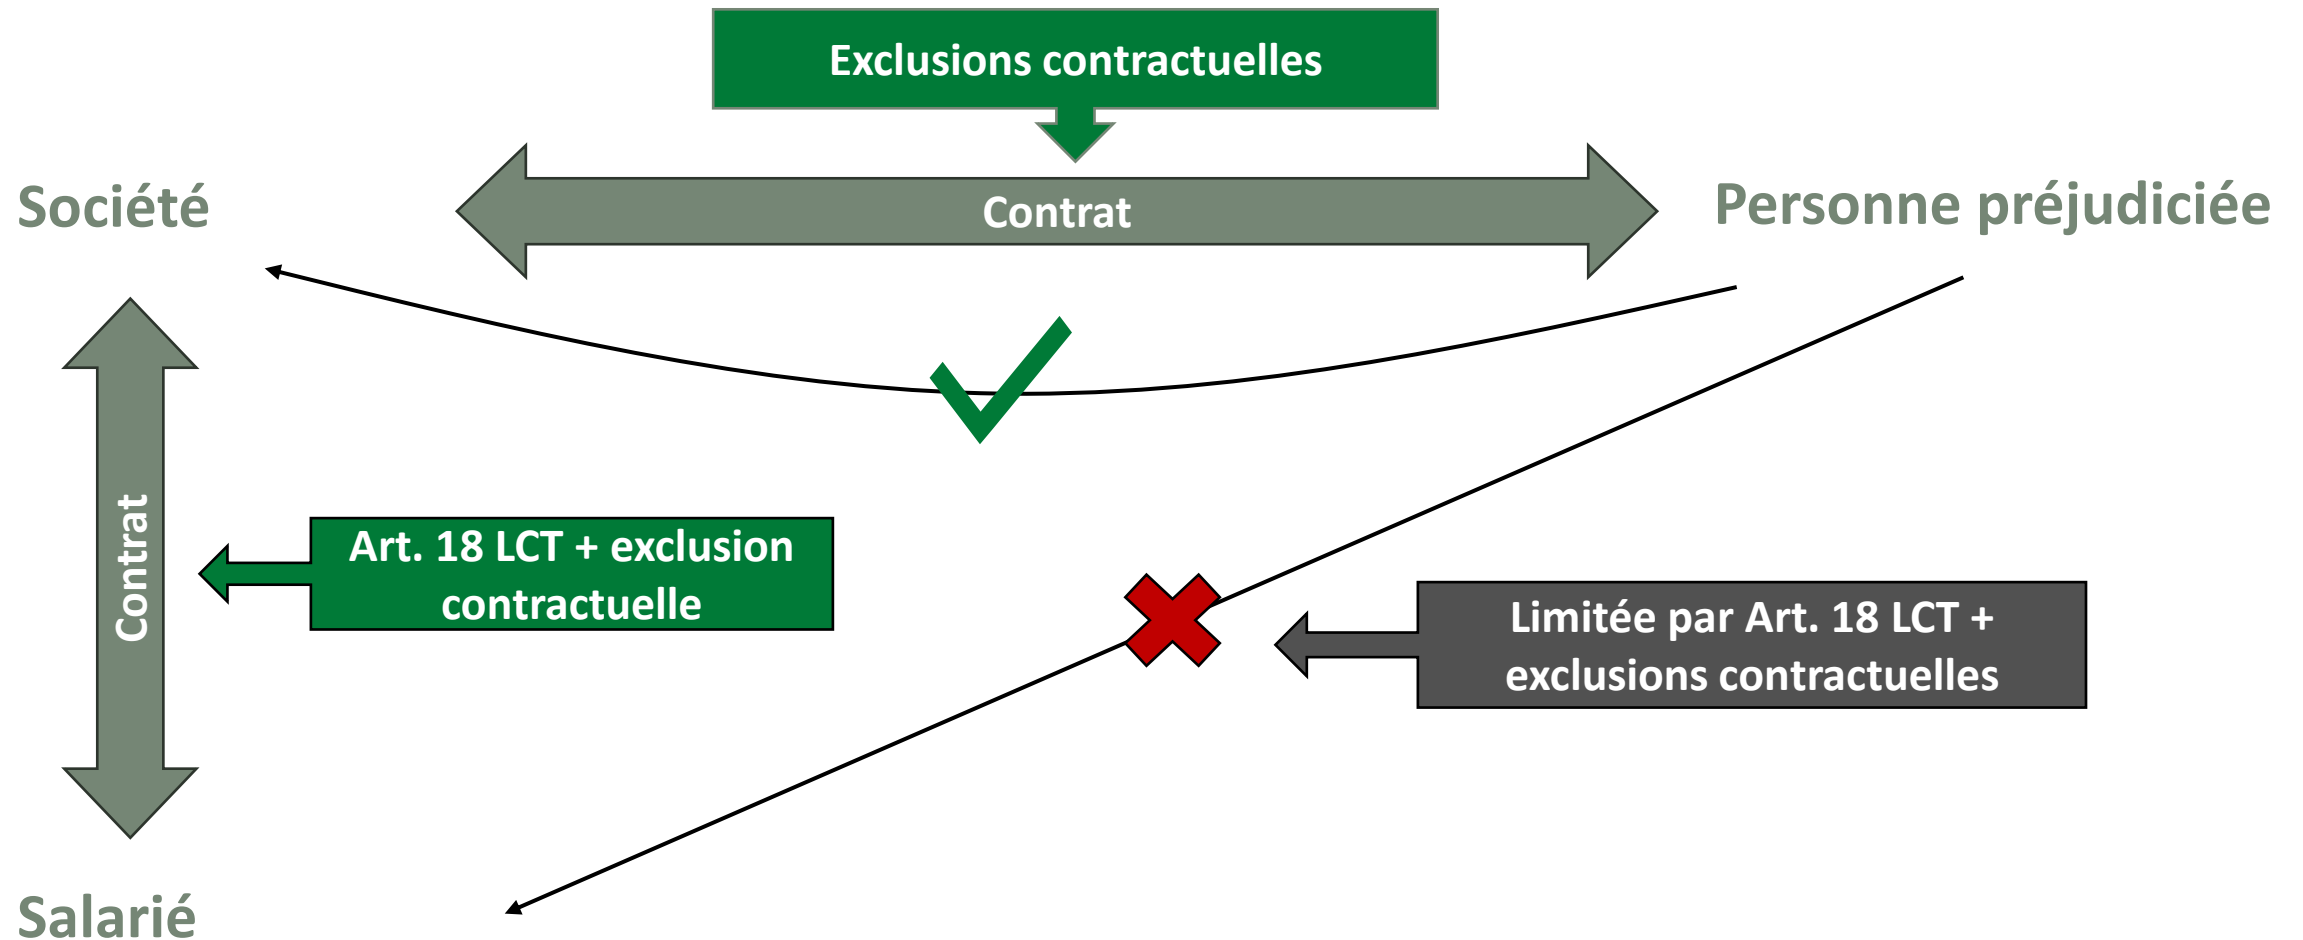 Exclusions contractuelles
Société
Contrat
Personne préjudiciée
Contrat
Art. 18 LCT + exclusion
contractuelle
Limitée par Art. 18 LCT +
exclusions contractuelles
Salarié